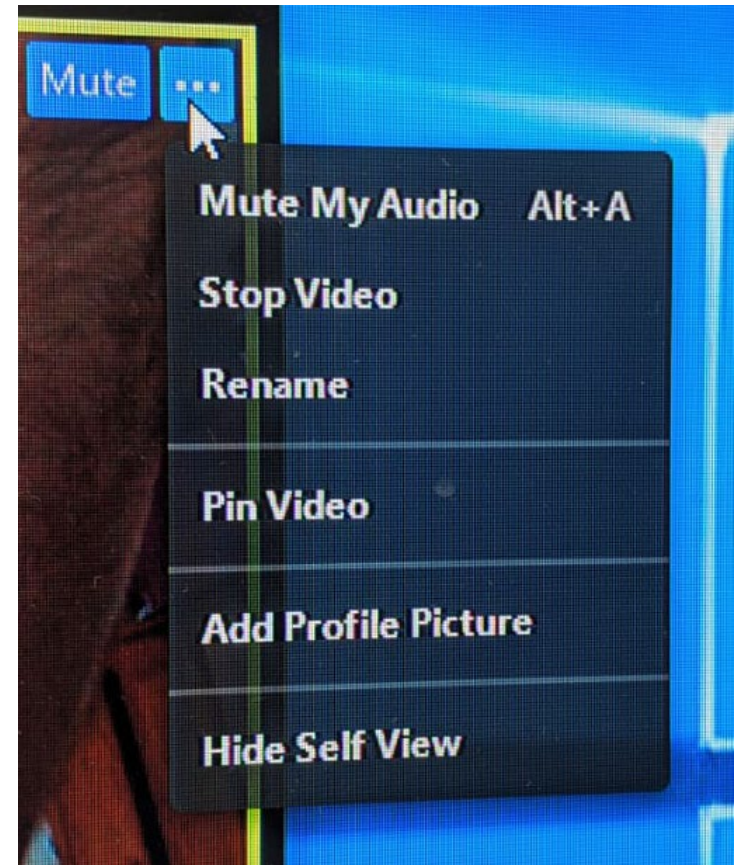 Mute ...
Mute My Audio Alt+A
Stop Video
Rename
Pin Video
Add Profile Picture
Hide Self View